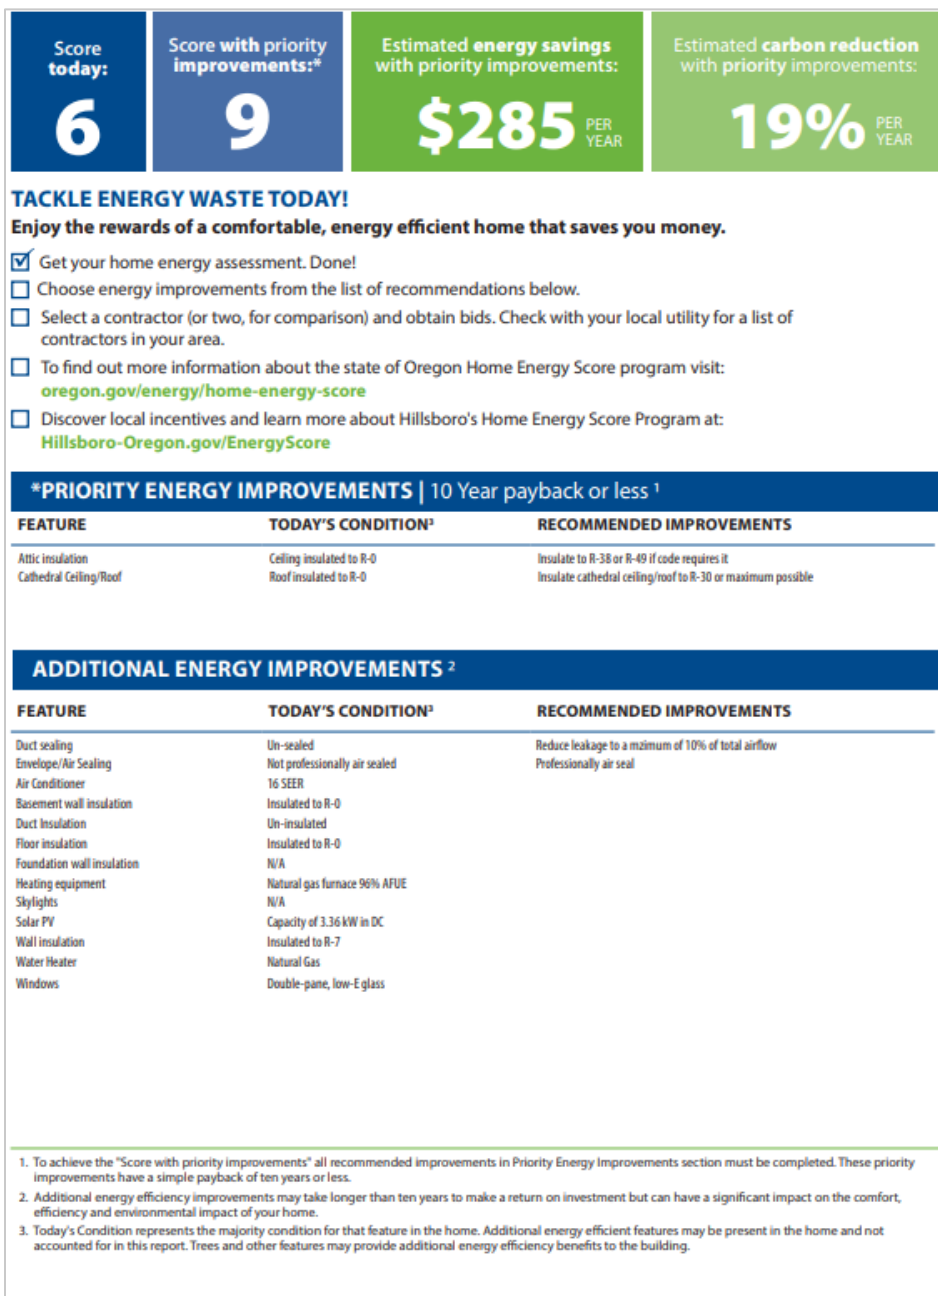 Score today:
6
Score with priority improvements:*
9
Estimated energy savings with priority improvements:
$285 PER YEAR
Estimated carbon reduction with priority improvements:
19% PER YEAR
TACKLE ENERGY WASTE TODAY!
Enjoy the rewards of a comfortable, energy efficient home that saves you money.
Get your home energy assessment. Done!
Choose energy improvements from the list of recommendations below.
Select a contractor (or two, for comparison) and obtain bids. Check with your local utility for a list of
contractors in your area.
To find out more information about the state of Oregon Home Energy Score program visit:
oregon.gov/energy/home-energy-score
Discover local incentives and learn more about Hillsboro's Home Energy Score Program at:
Hillsboro-Oregon.gov/EnergyScore
*PRIORITY ENERGY IMPROVEMENTS | 10 Year payback or less 1
FEATURE TODAY'S CONDITION3 RECOMMENDED IMPROVEMENTS
Attic insulation Ceiling insulated to R-0 Insulate to R-38 or R-49 if code requires it
Cathedral Ceiling/Roof Roof insulated to R-0 Insulate cathedral ceiling/roof to R-30 or maximum possible
ADDITIONAL ENERGY IMPROVEMENTS 2
FEATURE TODAY'S CONDITION3 RECOMMENDED IMPROVEMENTS
Duct sealing Un-sealed Reduce leakage to a mzimum of 10% of total airflow
Envelope/Air Sealing Not professionally air sealed Professionally air seal
Air Conditioner 16 SEER
Basement wall insulation Insulated to R-0
Duct Insulation Un-insulated
Floor insulation Insulated to R-0
Foundation wall insulation N/A
Heating equipment Natural gas furnace 96% AFUE
Skylights N/A
Solar PV Capacity of 3.36 kW in DC
Wall insulation Insulated to R-7
Water Heater Natural Gas
Windows Double-pane, low-E glass
1. To achieve the "Score with priority improvements" all recommended improvements in Priority Energy Improvements section must be completed. These priority
improvements have a simple payback of ten years or less.
2. Additional energy efficiency improvements may take longer than ten years to make a return on investment but can have a significant impact on the comfort,
efficiency and environmental impact of your home.
3. Today's Condition represents the majority condition for that feature in the home. Additional energy efficient features may be present in the home and not
accounted for in this report. Trees and other features may provide additional energy efficiency benefits to the building.